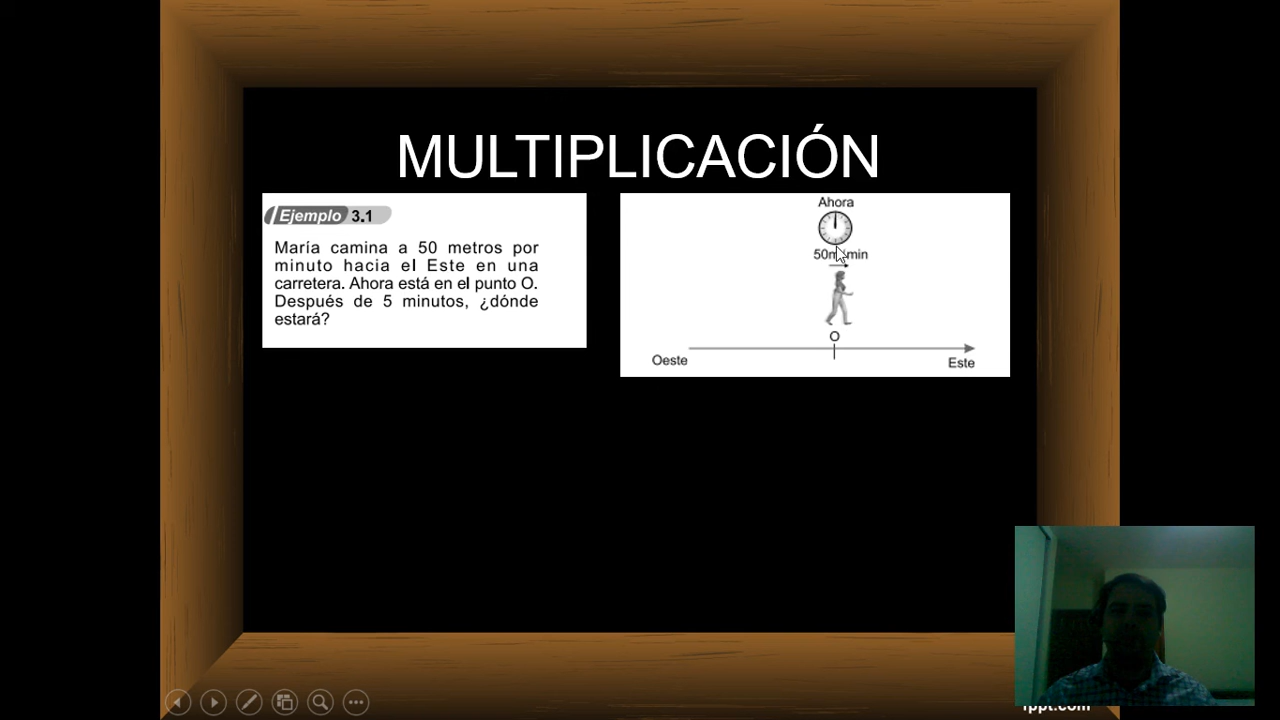 MULTIPLICACIÓN
Ejemplo 3.1
María camina a 50 metros por
minuto hacia el Este en una
carretera. Ahora está en el punto O.
Después de 5 minutos, ¿dónde
estará?
Ahora
O
Oeste
Este